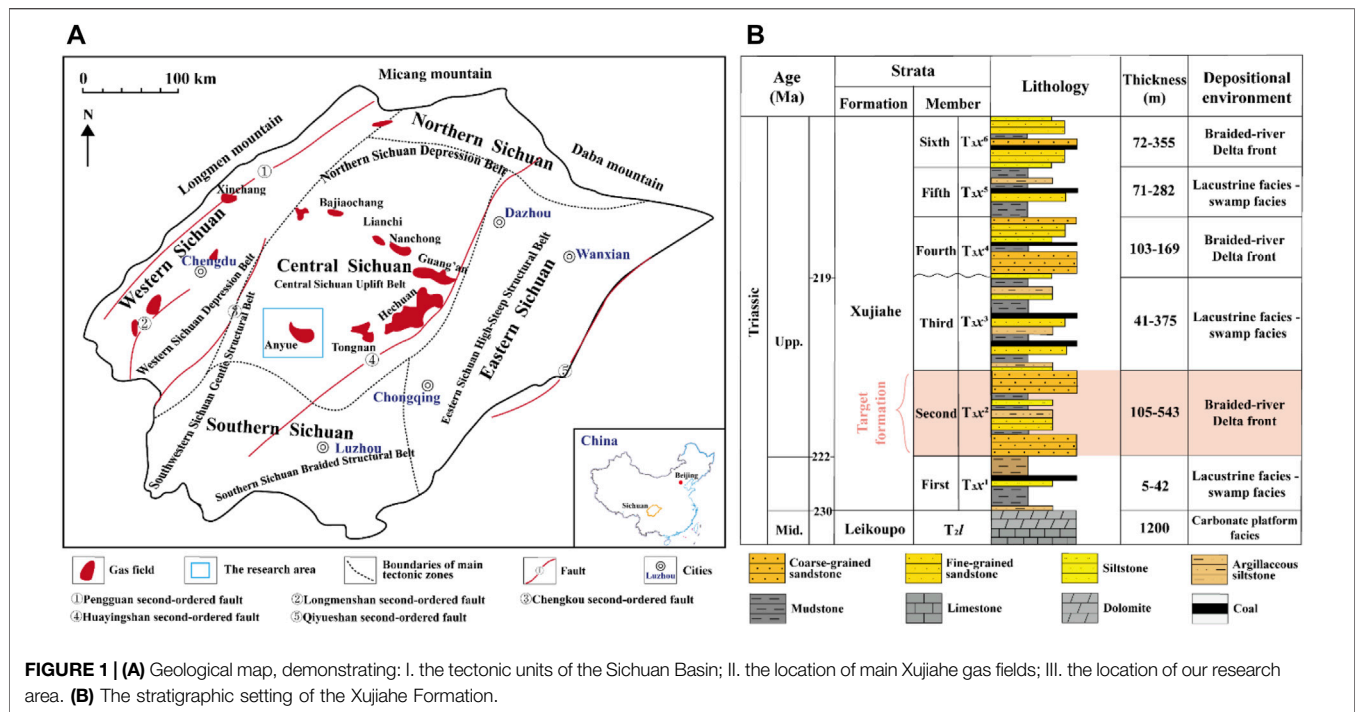 A
0 100 km
N
Micang mountain
Longmen mountain
Daba mountain
Northern Sichuan
Northern Sichuan Depression Belt
①
Xinchang
Bajiaochang
Lianchi
Nanchong
Dazhou
Wanxian
Guang'an
Western Sichuan
Chengdu
Central Sichuan
Central Sichuan Uplift Belt
Hechuan
②
Western Sichuan Depression Belt
③
Southwestern Sichuan Gentle Structural Belt
Anyue
Tongnan
④
Eastern Sichuan High-Steep Structural Belt
Eastern Sichuan
⑤
Chongqing
Southern Sichuan
Luzhou
Southern Sichuan Braided Structural Belt
China
Beijing
Sichuan
Gas field
The research area
Boundaries of main
tectonic zones
①
Fault
Luzhou
Cities
①Pengguan second-ordered fault
②Longmenshan second-ordered fault
③Chengkou second-ordered fault
④Huayingshan second-ordered fault
⑤Qiyueshan second-ordered fault
B
Age
(Ma)
Strata
Formation
Member
Lithology
Thickness
(m)
Depositional
environment
Triassic
Upp.
Xujiahe
Sixth T₃x⁶ 72-355 Braided-river
Delta front
Fifth T₃x⁵ 71-282 Lacustrine facies -
swamp facies
Fourth T₃x⁴ 103-169 Braided-river
Delta front
219
Third T₃x³ 41-375 Lacustrine facies -
swamp facies
Target
formation
Second T₃x² 105-543 Braided-river
Delta front
222
First T₃x¹ 5-42 Lacustrine facies -
swamp facies
230
Mid. Leikoupo T₂l 1200 Carbonate platform
facies
Coarse-grained
sandstone
Fine-grained
sandstone
Siltstone
Argillaceous
siltstone
Mudstone
Limestone
Dolomite
Coal
FIGURE 1 | (A) Geological map, demonstrating: I. the tectonic units of the Sichuan Basin; II. the location of main Xujiahe gas fields; III. the location of our research
area. (B) The stratigraphic setting of the Xujiahe Formation.